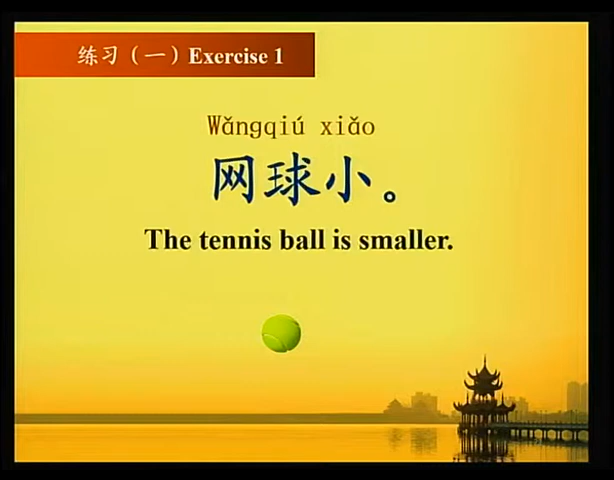 练习（一）Exercise 1
Wǎngqiú xiǎo
网球小。
The tennis ball is smaller.